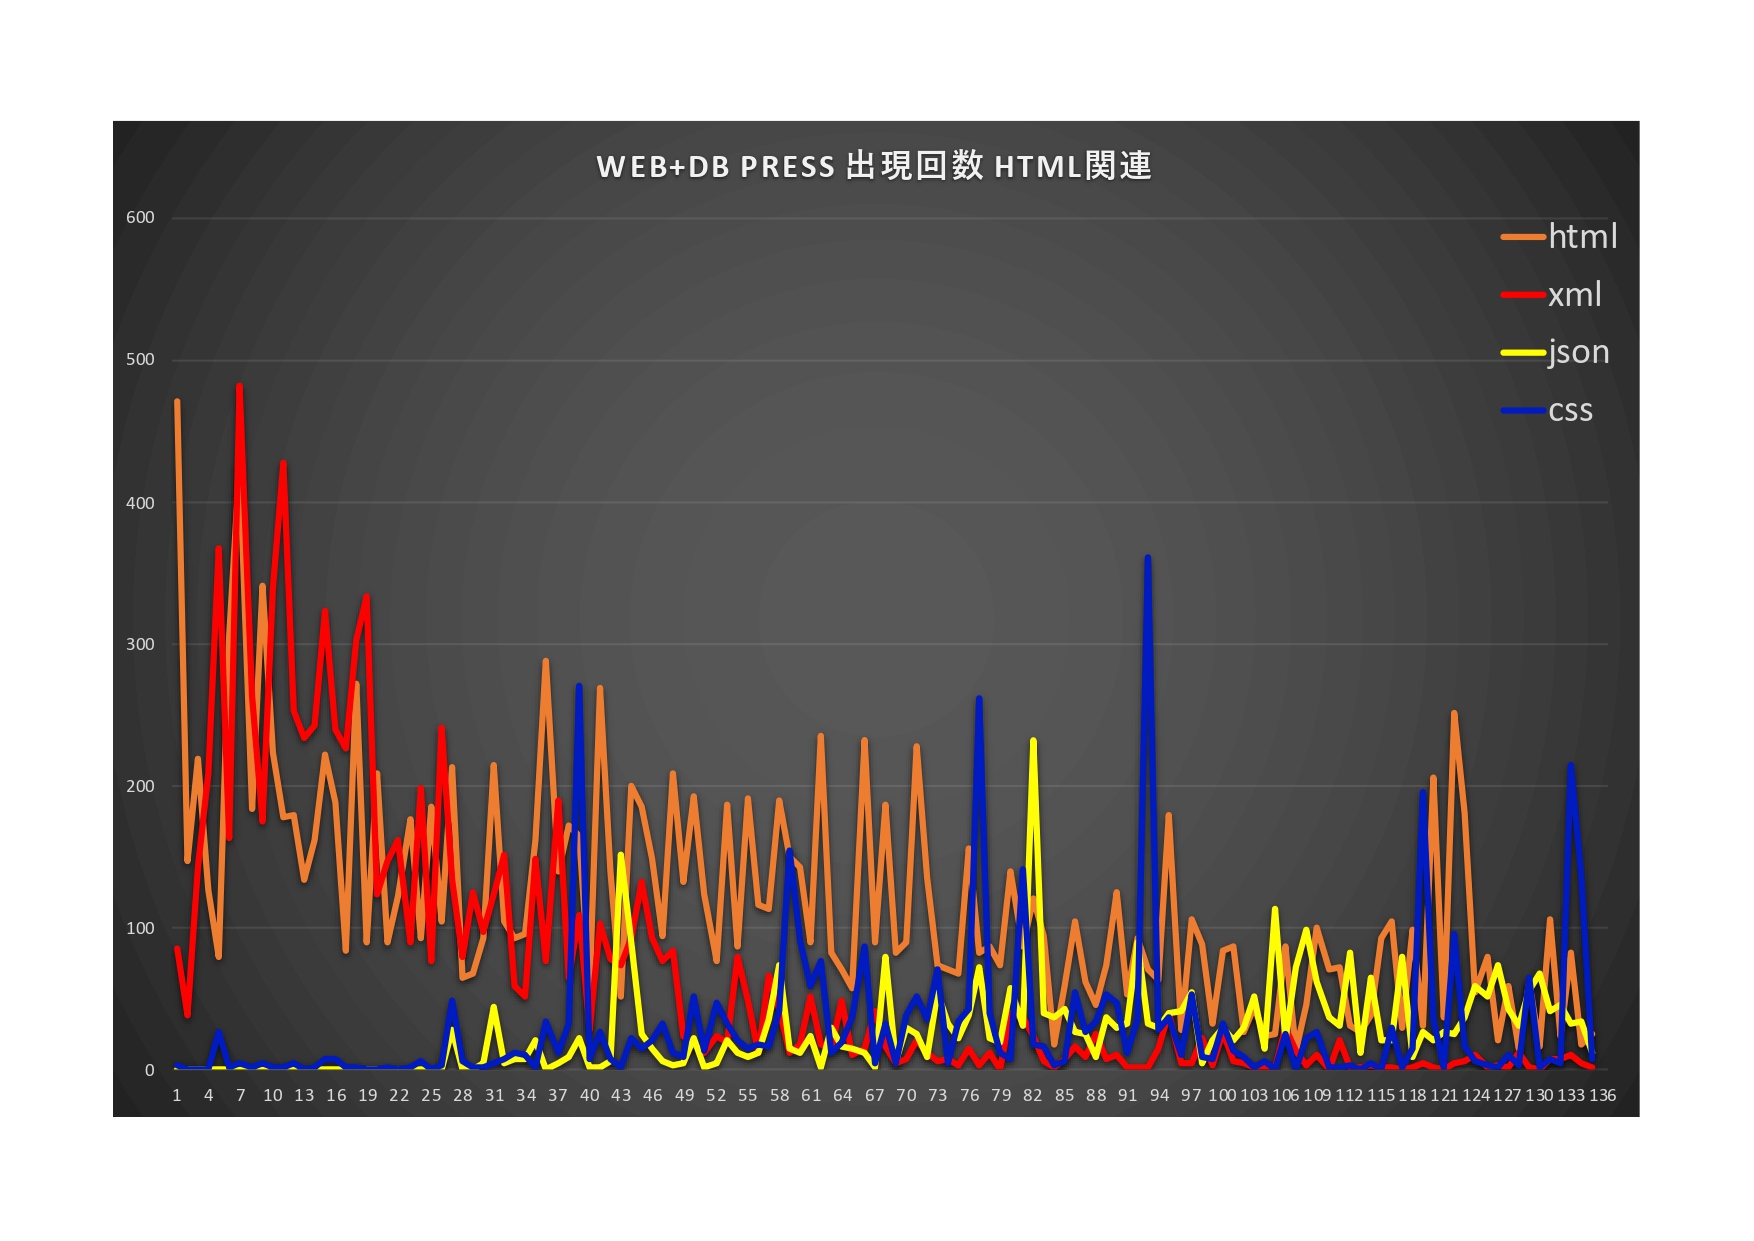 WEB+DB PRESS 出現回数 HTML関連
600
500
400
300
200
100
0
html
xml
json
css
1 4 7 10 13 16 19 22 25 28 31 34 37 40 43 46 49 52 55 58 61 64 67 70 73 76 79 82 85 88 91 94 97 100 103 106 109 112 115 118 121 124 127 130 133 136